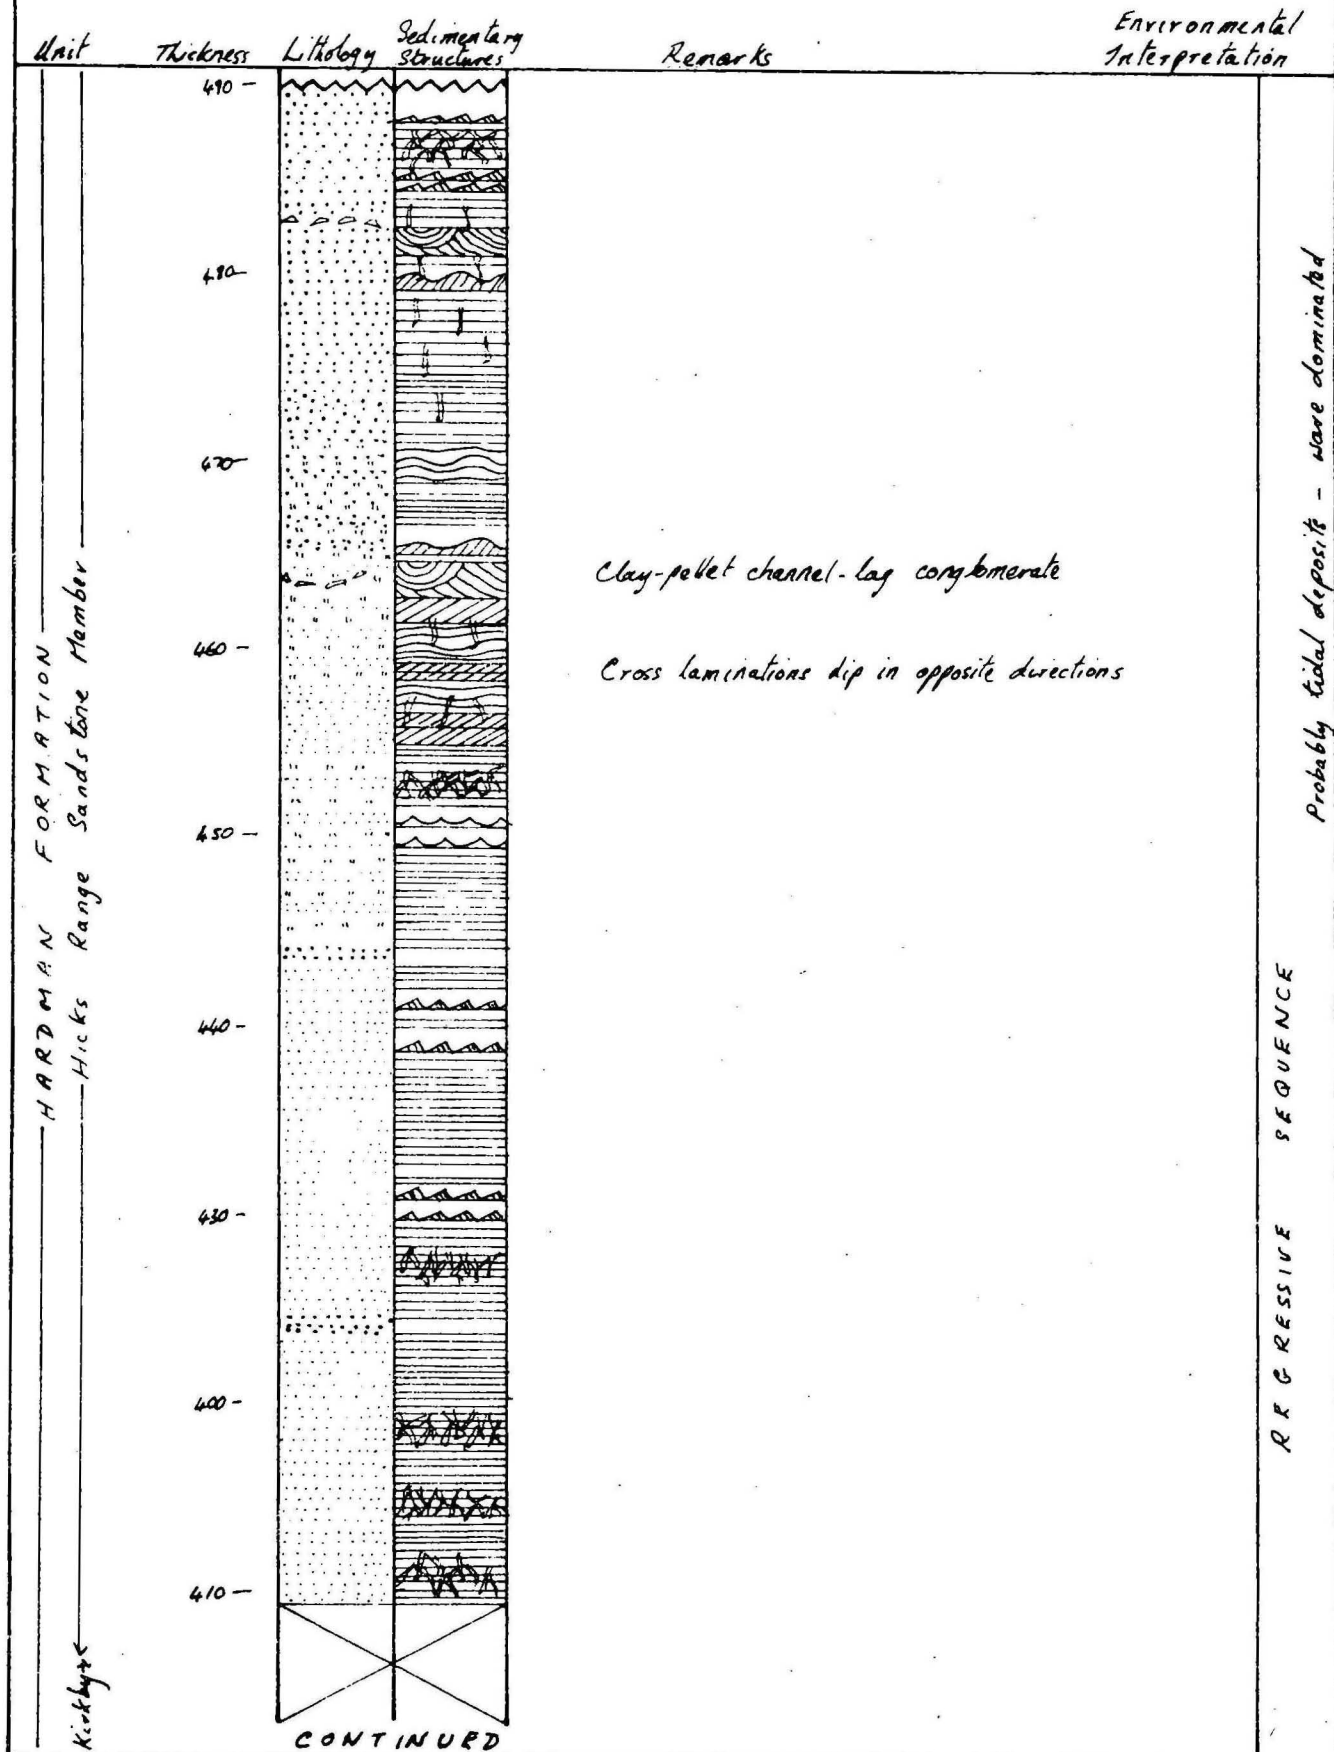 Unit Thickness Lithology Sedimentary Structures Remarks Environmental Interpretation
490
480
470
Clay-pellet channel-lag conglomerate
460
Cross laminations dip in opposite directions
450
440
430
400
410
HARDMAN FORMATION
Hicks Range Sandstone Member
Kirkby
Probably tidal deposits - wave dominated
REGRESSIVE SEQUENCE
CONTINUED